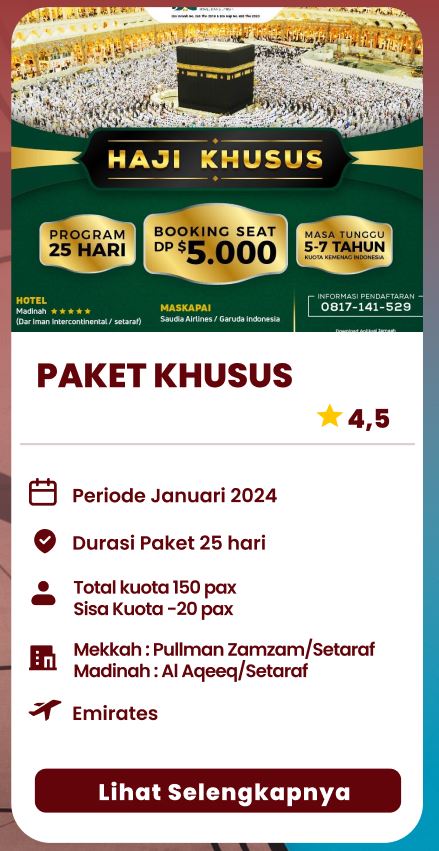 HAJI KHUSUS
PROGRAM
25 HARI
BOOKING SEAT
DP $5.000
MASA TUNGGU
5-7 TAHUN
KUOTA KEMENAG INDONESIA
HOTEL
Madinah ★★★★★
(Dar Iman Intercontinental / setaraf)
MASKAPAI
Saudia Airlines / Garuda indonesia
INFORMASI PENDAFTARAN
0817-141-529
Download Aplikasi Jamaah
PAKET KHUSUS
4,5
Periode Januari 2024
Durasi Paket 25 hari
Total kuota 150 pax
Sisa Kuota -20 pax
Mekkah : Pullman Zamzam/Setaraf
Madinah : Al Aqeeq/Setaraf
Emirates
Lihat Selengkapnya